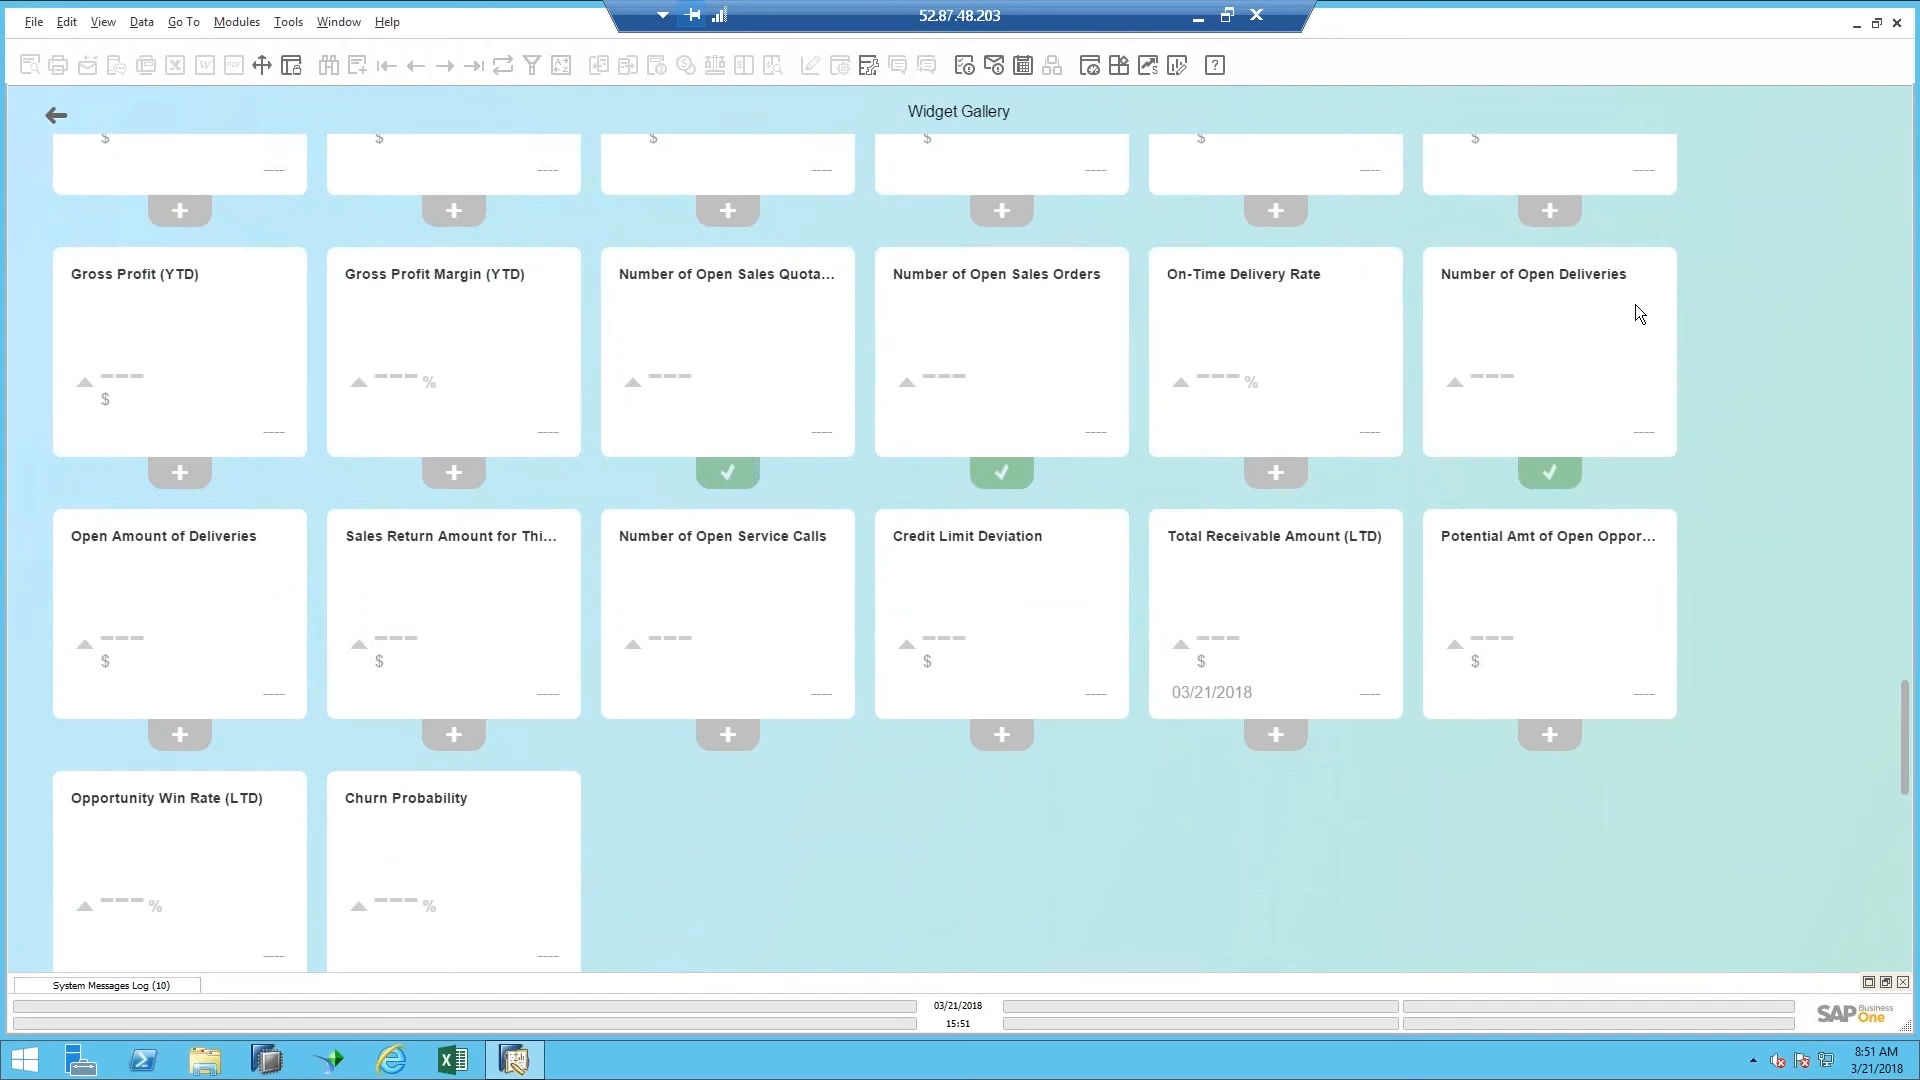 52.87.48.203
File Edit View Data Go To Modules Tools Window Help
Widget Gallery
$ $ $ $ $ $
---- ---- ---- ---- ---- ----
Gross Profit (YTD)
Gross Profit Margin (YTD)
Number of Open Sales Quota...
Number of Open Sales Orders
On-Time Delivery Rate
Number of Open Deliveries
--- --- % --- --- --- % ---
$
---- ---- ---- ---- ---- ----
Open Amount of Deliveries
Sales Return Amount for Thi...
Number of Open Service Calls
Credit Limit Deviation
Total Receivable Amount (LTD)
Potential Amt of Open Oppor...
--- --- --- --- --- ---
$ $ $ $ $
---- ---- ---- ---- 03/21/2018 ---- ----
Opportunity Win Rate (LTD)
Churn Probability
--- % --- %
---- ----
System Messages Log (10)
03/21/2018
15:51
SAP Business One
8:51 AM
3/21/2018